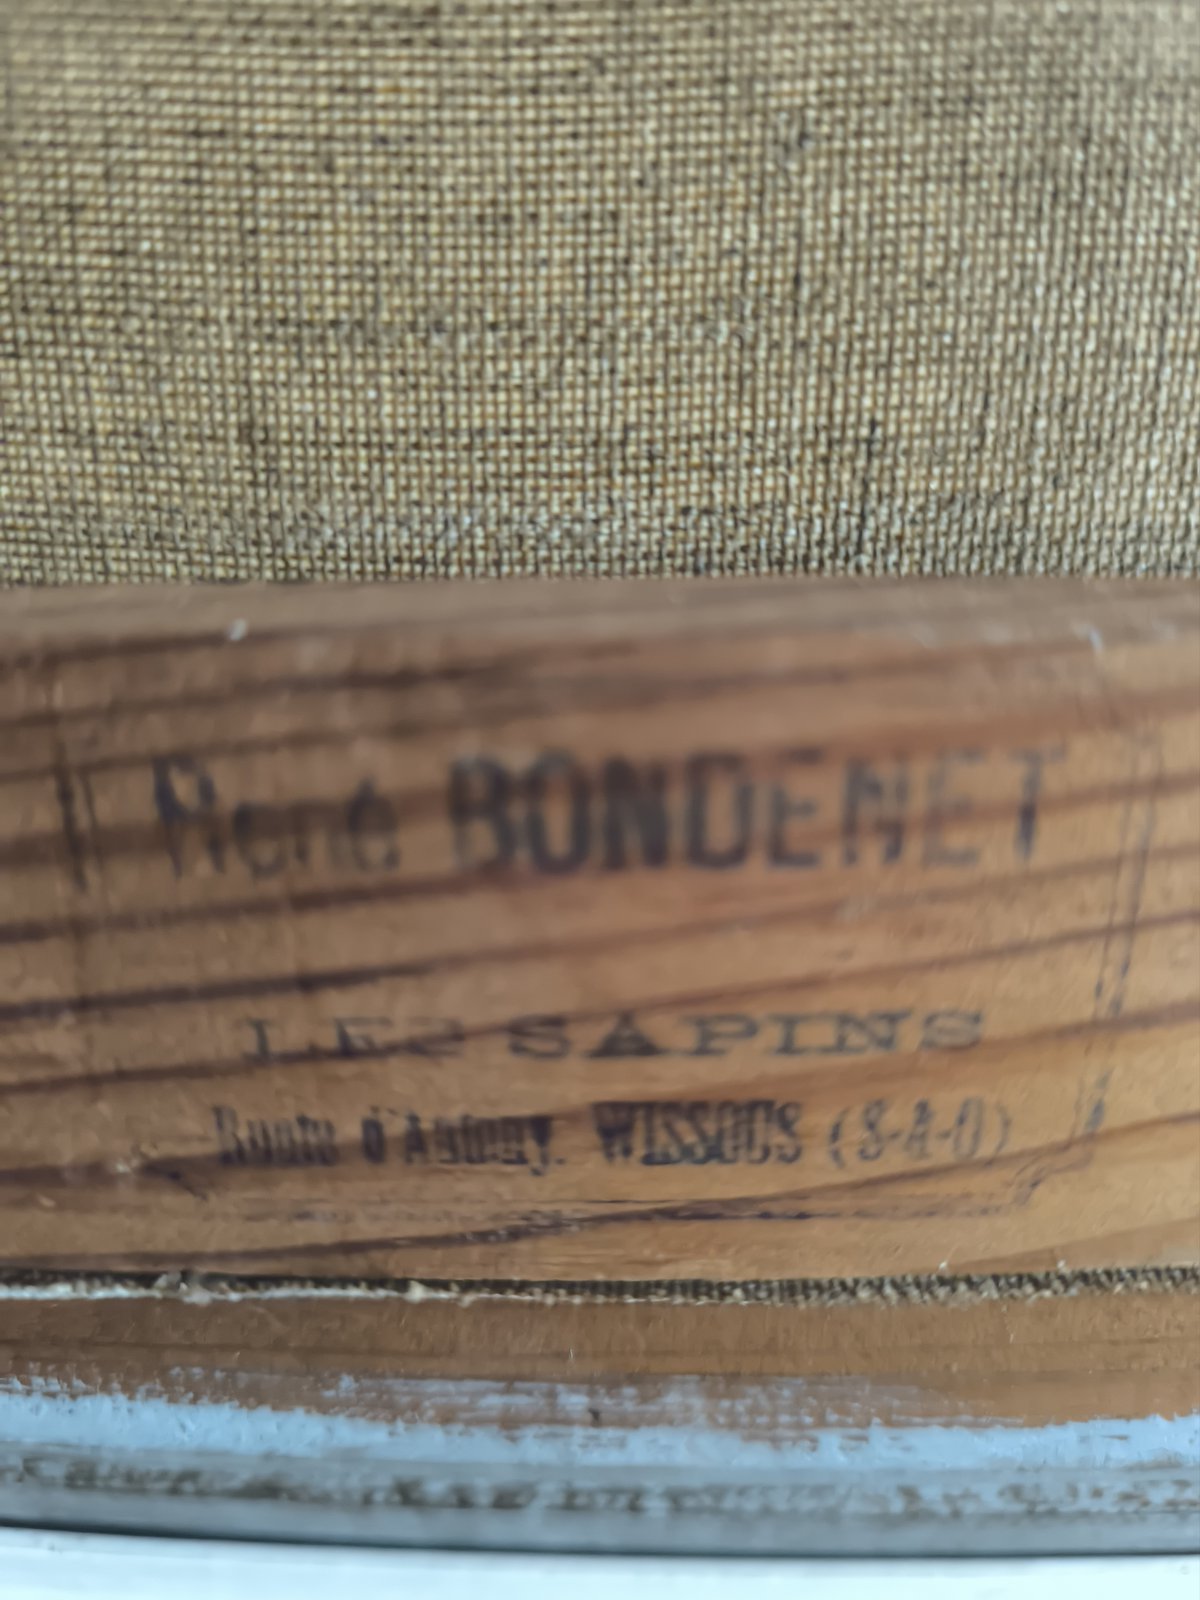 René BONDENET
LES SAPINS
Route d'Antony. WISSOUS (S-&-O)